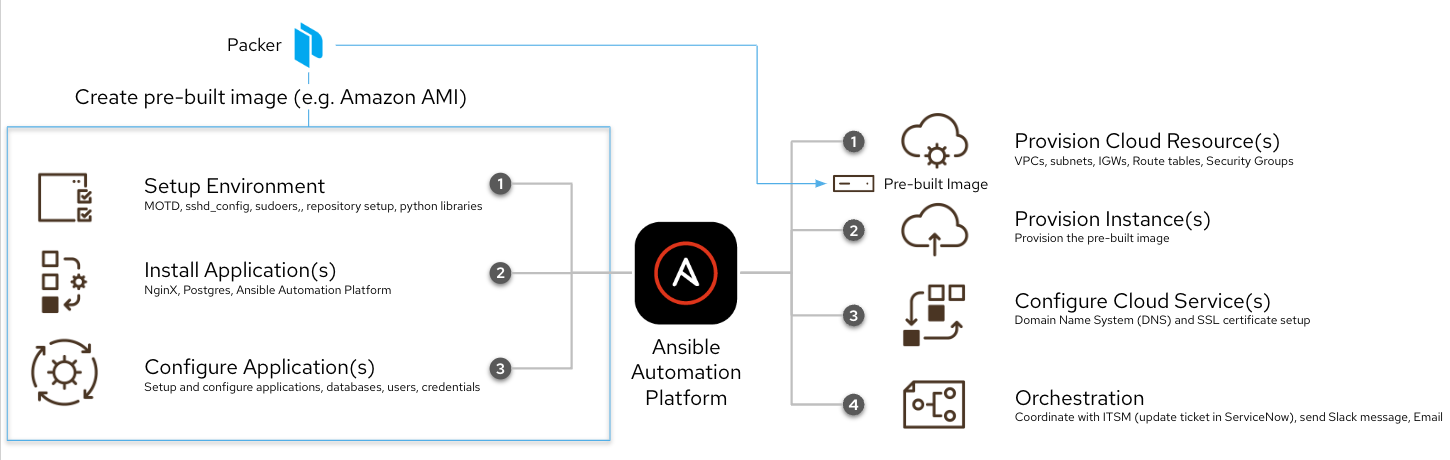 Packer
Create pre-built image (e.g. Amazon AMI)
Setup Environment
MOTD, sshd_config, sudoers,, repository setup, python libraries
1
Install Application(s)
NginX, Postgres, Ansible Automation Platform
2
Configure Application(s)
Setup and configure applications, databases, users, credentials
3
Ansible
Automation
Platform
1
Provision Cloud Resource(s)
VPCs, subnets, IGWs, Route tables, Security Groups
Pre-built Image
2
Provision Instance(s)
Provision the pre-built image
3
Configure Cloud Service(s)
Domain Name System (DNS) and SSL certificate setup
4
Orchestration
Coordinate with ITSM (update ticket in ServiceNow), send Slack message, Email